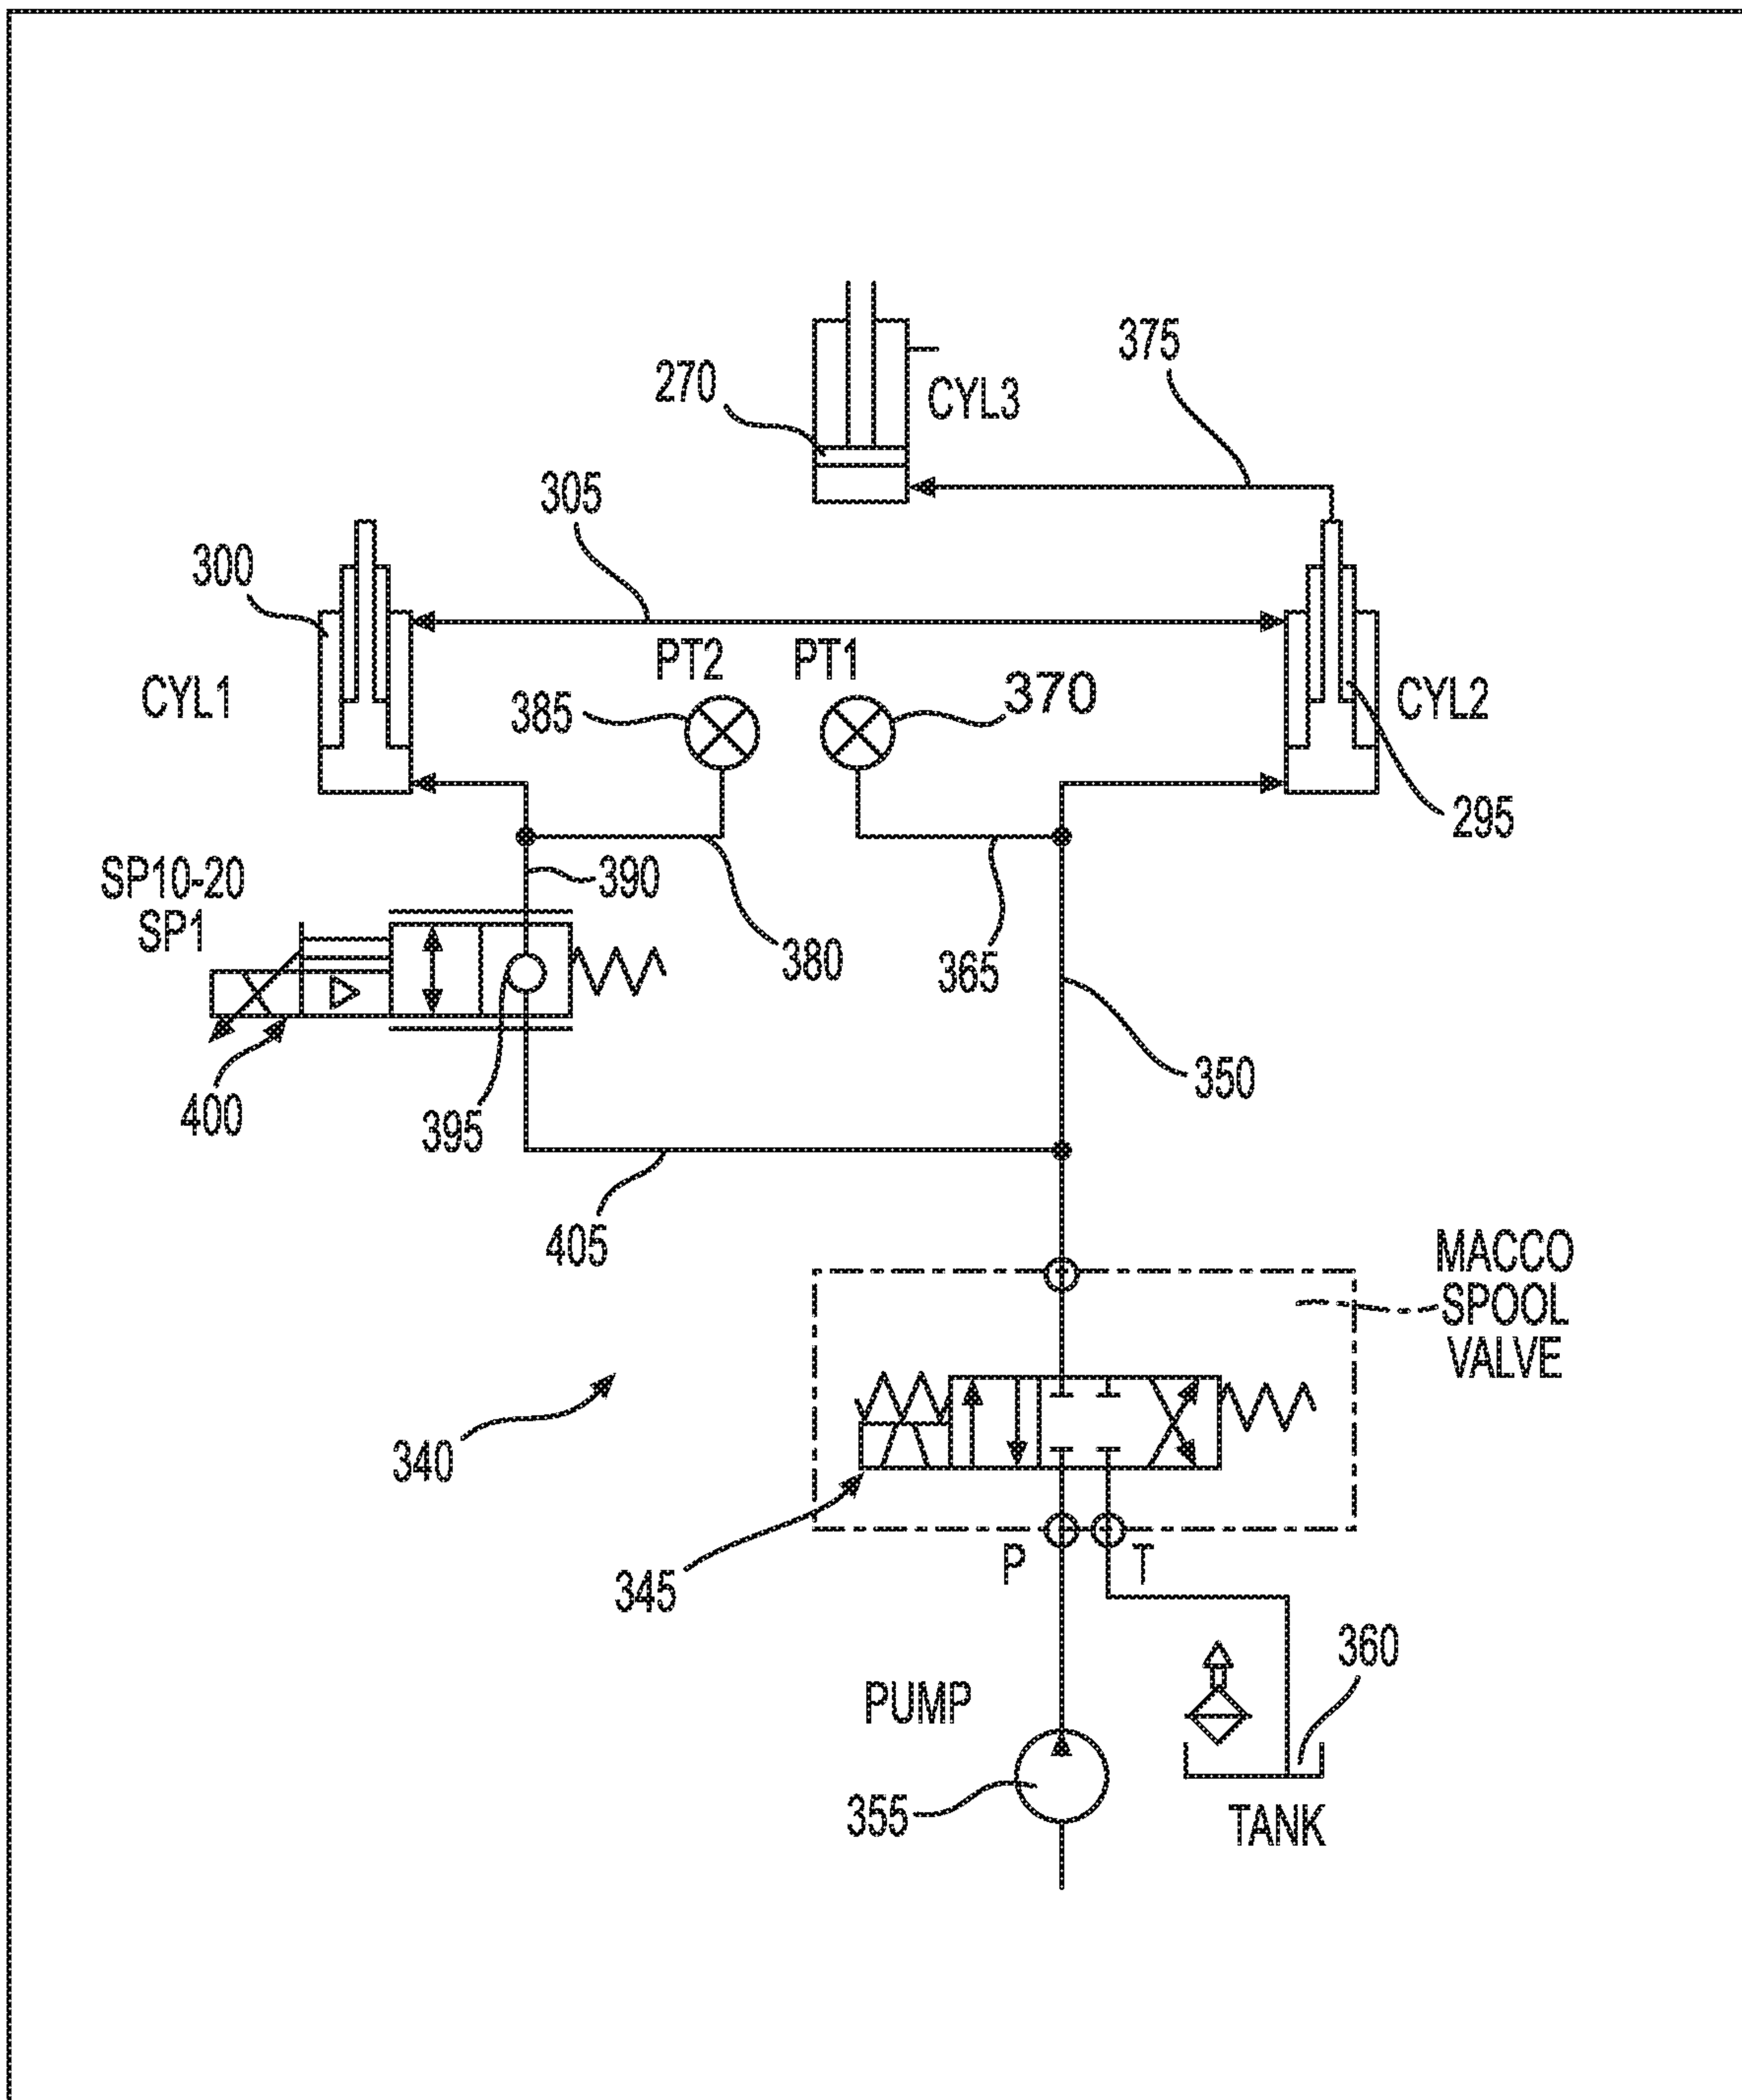 375
270
CYL3
305
300
PT2
PT1
370
CYL1
385
CYL2
295
SP10-20
SP1
390
380
365
400
395
350
405
MACCO
SPOOL
VALVE
340
345
P
T
360
PUMP
355
TANK